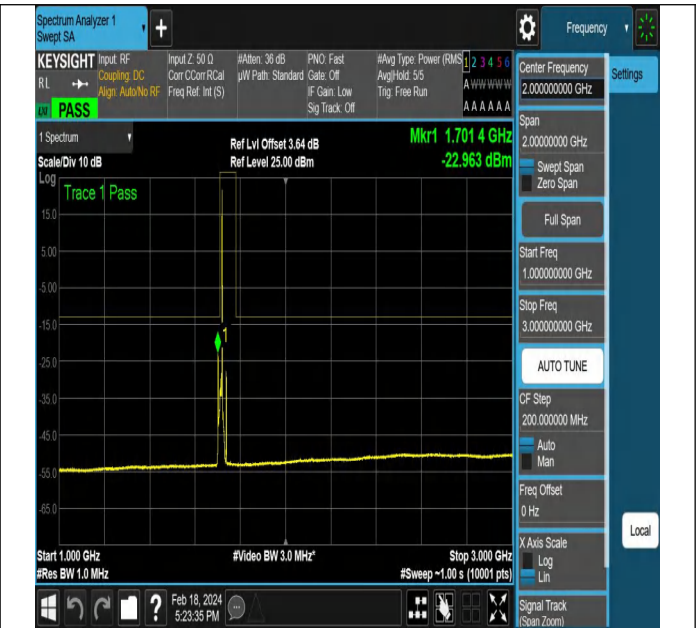 Spectrum Analyzer 1
Swept SA
+
Frequency
KEYSIGHT
RL
Input: RF
Coupling: DC
Align: Auto/No RF
Input Z: 50 Ω
Corr CCorr RCal
Freq Ref: Int (S)
#Atten: 36 dB
µW Path: Standard
PNO: Fast
Gate: Off
IF Gain: Low
Sig Track: Off
#Avg Type: Power (RMS
Avg|Hold: 5/5
Trig: Free Run
1 2 3 4 5 6
A W W W W W
A A A A A A
PASS
1 Spectrum
Scale/Div 10 dB
Ref Lvl Offset 3.64 dB
Ref Level 25.00 dBm
Mkr1 1.701 4 GHz
-22.963 dBm
Log
Trace 1 Pass
15.0
5.00
-5.00
-15.0
-25.0
-35.0
-45.0
-55.0
-65.0
1
Start 1.000 GHz
#Res BW 1.0 MHz
#Video BW 3.0 MHz*
Stop 3.000 GHz
#Sweep ~1.00 s (10001 pts)
?
Feb 18, 2024
5:23:35 PM
Center Frequency
2.000000000 GHz
Settings
Span
2.00000000 GHz
Swept Span
Zero Span
Full Span
Start Freq
1.000000000 GHz
Stop Freq
3.000000000 GHz
AUTO TUNE
CF Step
200.000000 MHz
Auto
Man
Freq Offset
0 Hz
X Axis Scale
Log
Lin
Local
Signal Track
(Span Zoom)